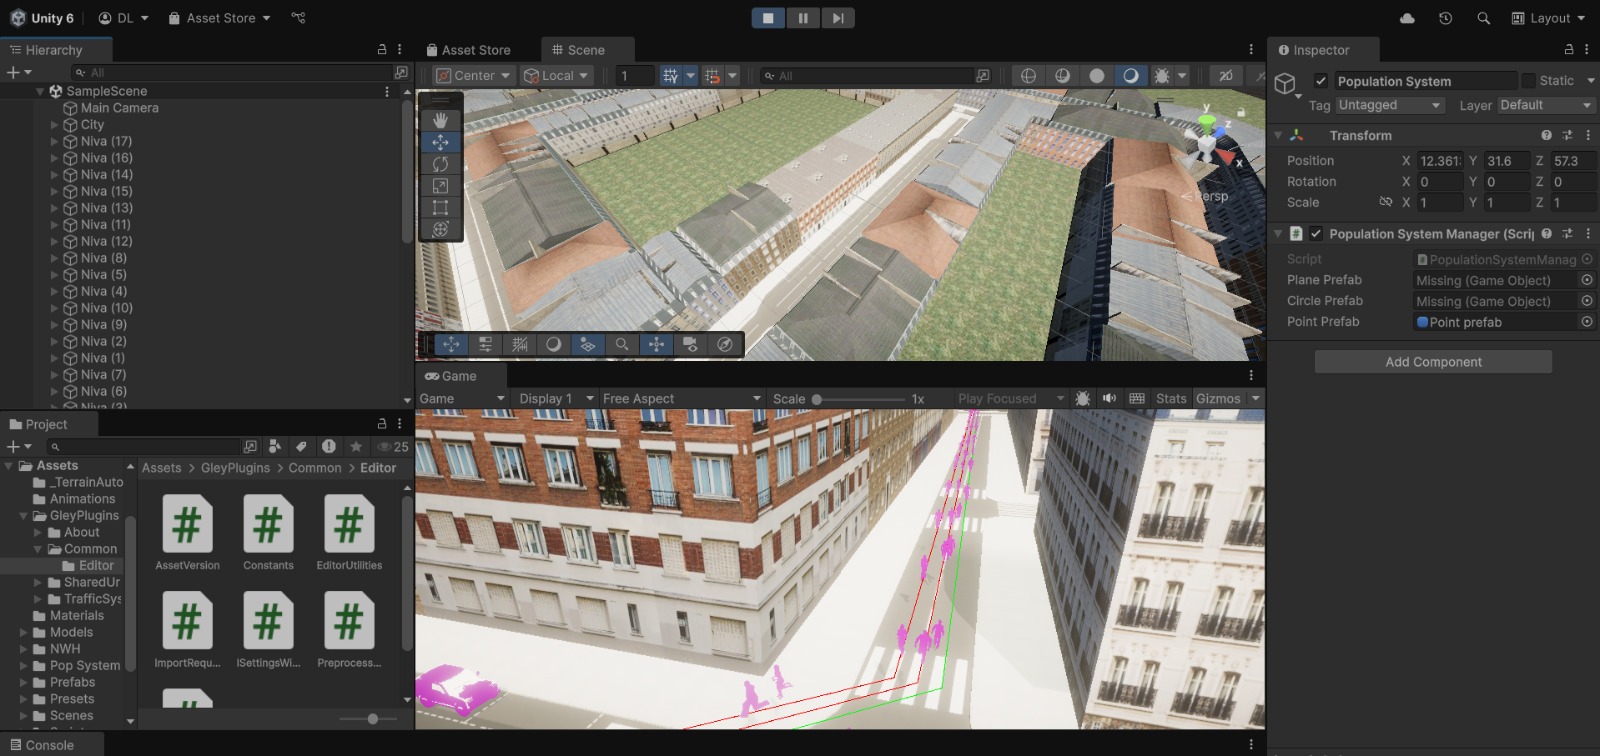 Unity 6 DL Asset Store Layout
Hierarchy
All
SampleScene
Main Camera
City
Niva (17)
Niva (16)
Niva (14)
Niva (15)
Niva (13)
Niva (11)
Niva (12)
Niva (8)
Niva (5)
Niva (4)
Niva (10)
Niva (9)
Niva (2)
Niva (1)
Niva (7)
Niva (6)
Niva (3)
Project
25
Assets
_TerrainAuto
Animations
GleyPlugins
About
Common
Editor
SharedUr
TrafficSys
Materials
Models
NWH
Pop System
Prefabs
Presets
Scenes
Assets > GleyPlugins > Common > Editor
AssetVersion Constants EditorUtilities
ImportRequ... ISettingsWi... Preprocess...
Console
Asset Store Scene
Center Local 1 All
y
z
x
Persp
Game
Game Display 1 Free Aspect Scale 1x Play Focused Stats Gizmos
Inspector
Population System Static
Tag Untagged Layer Default
Transform
Position X 12.361 Y 31.6 Z 57.3
Rotation X 0 Y 0 Z 0
Scale X 1 Y 1 Z 1
Population System Manager (Scrip
Script PopulationSystemManag
Plane Prefab Missing (Game Object)
Circle Prefab Missing (Game Object)
Point Prefab Point prefab
Add Component